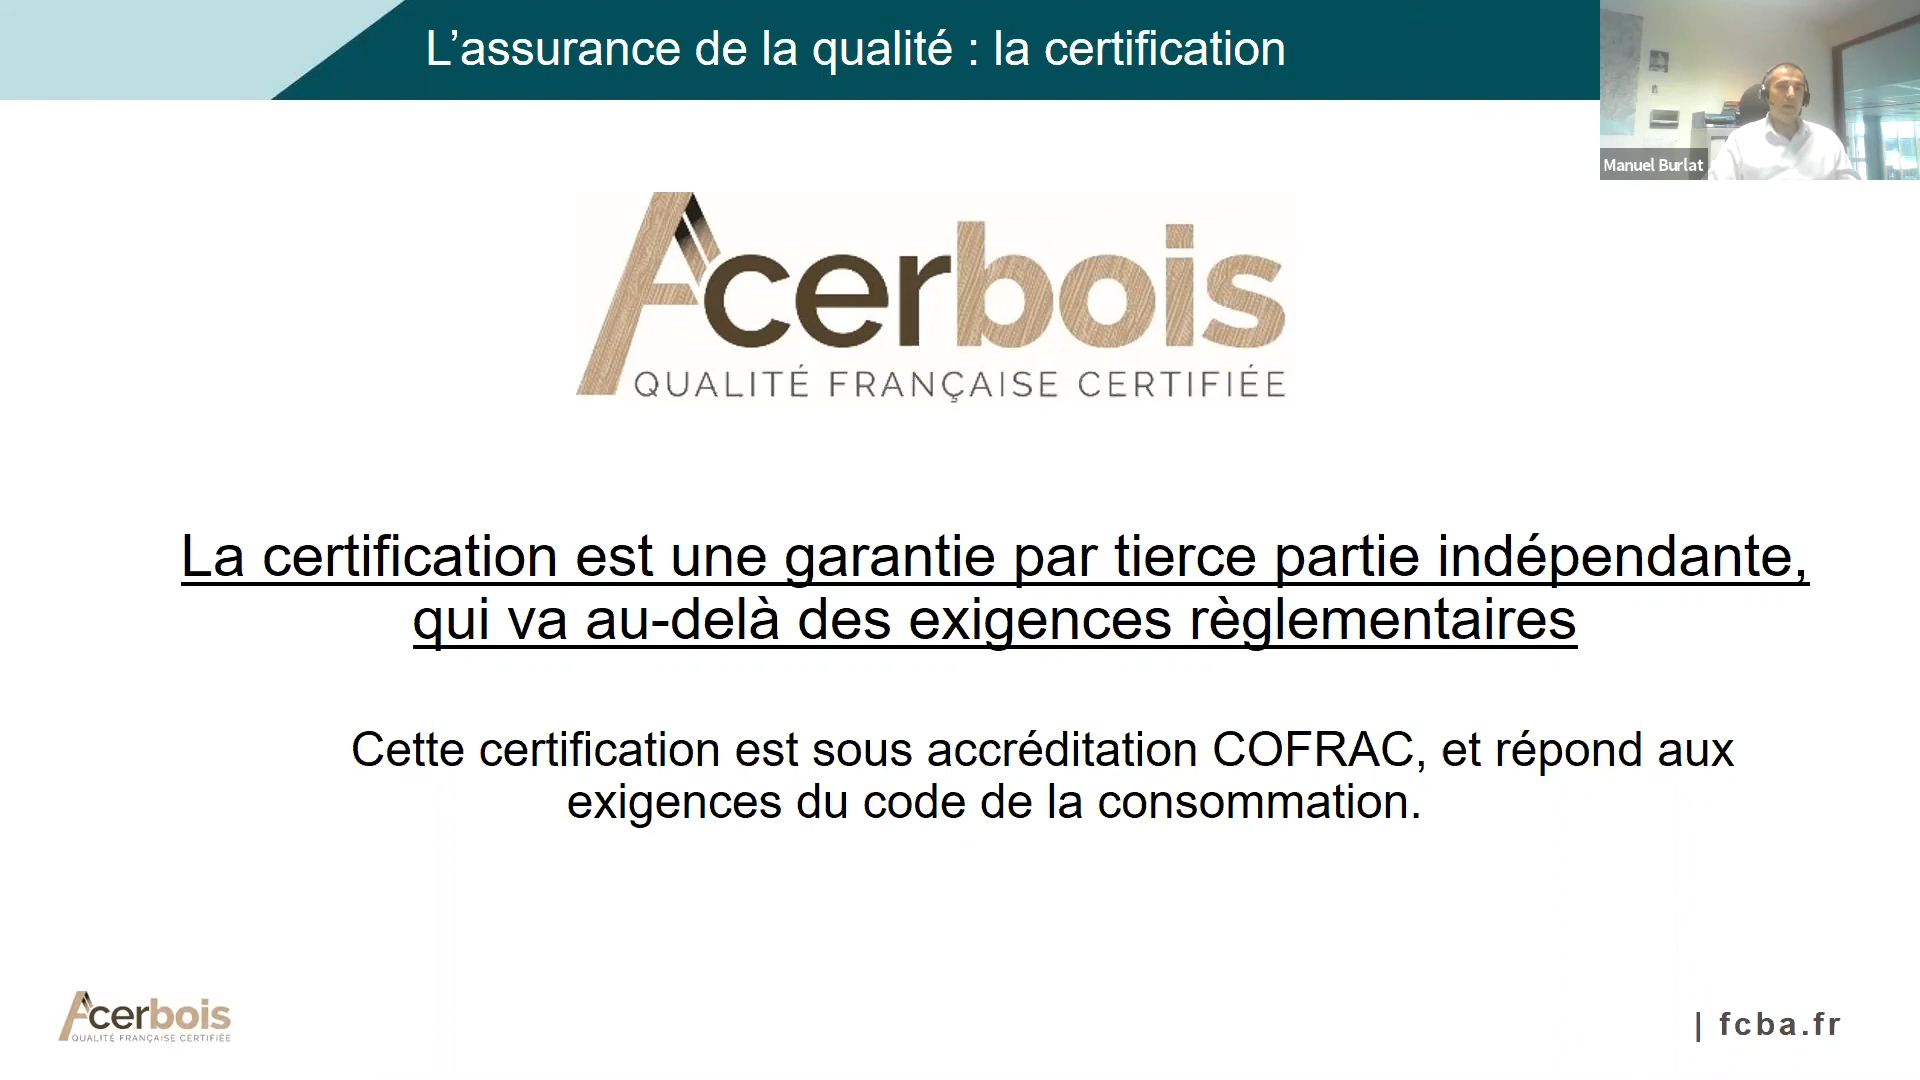 L’assurance de la qualité : la certification
Manuel Burlat
Acerbois
QUALITÉ FRANÇAISE CERTIFIÉE
La certification est une garantie par tierce partie indépendante,
qui va au-delà des exigences règlementaires
Cette certification est sous accréditation COFRAC, et répond aux
exigences du code de la consommation.
Acerbois
QUALITÉ FRANÇAISE CERTIFIÉE
| fcba.fr